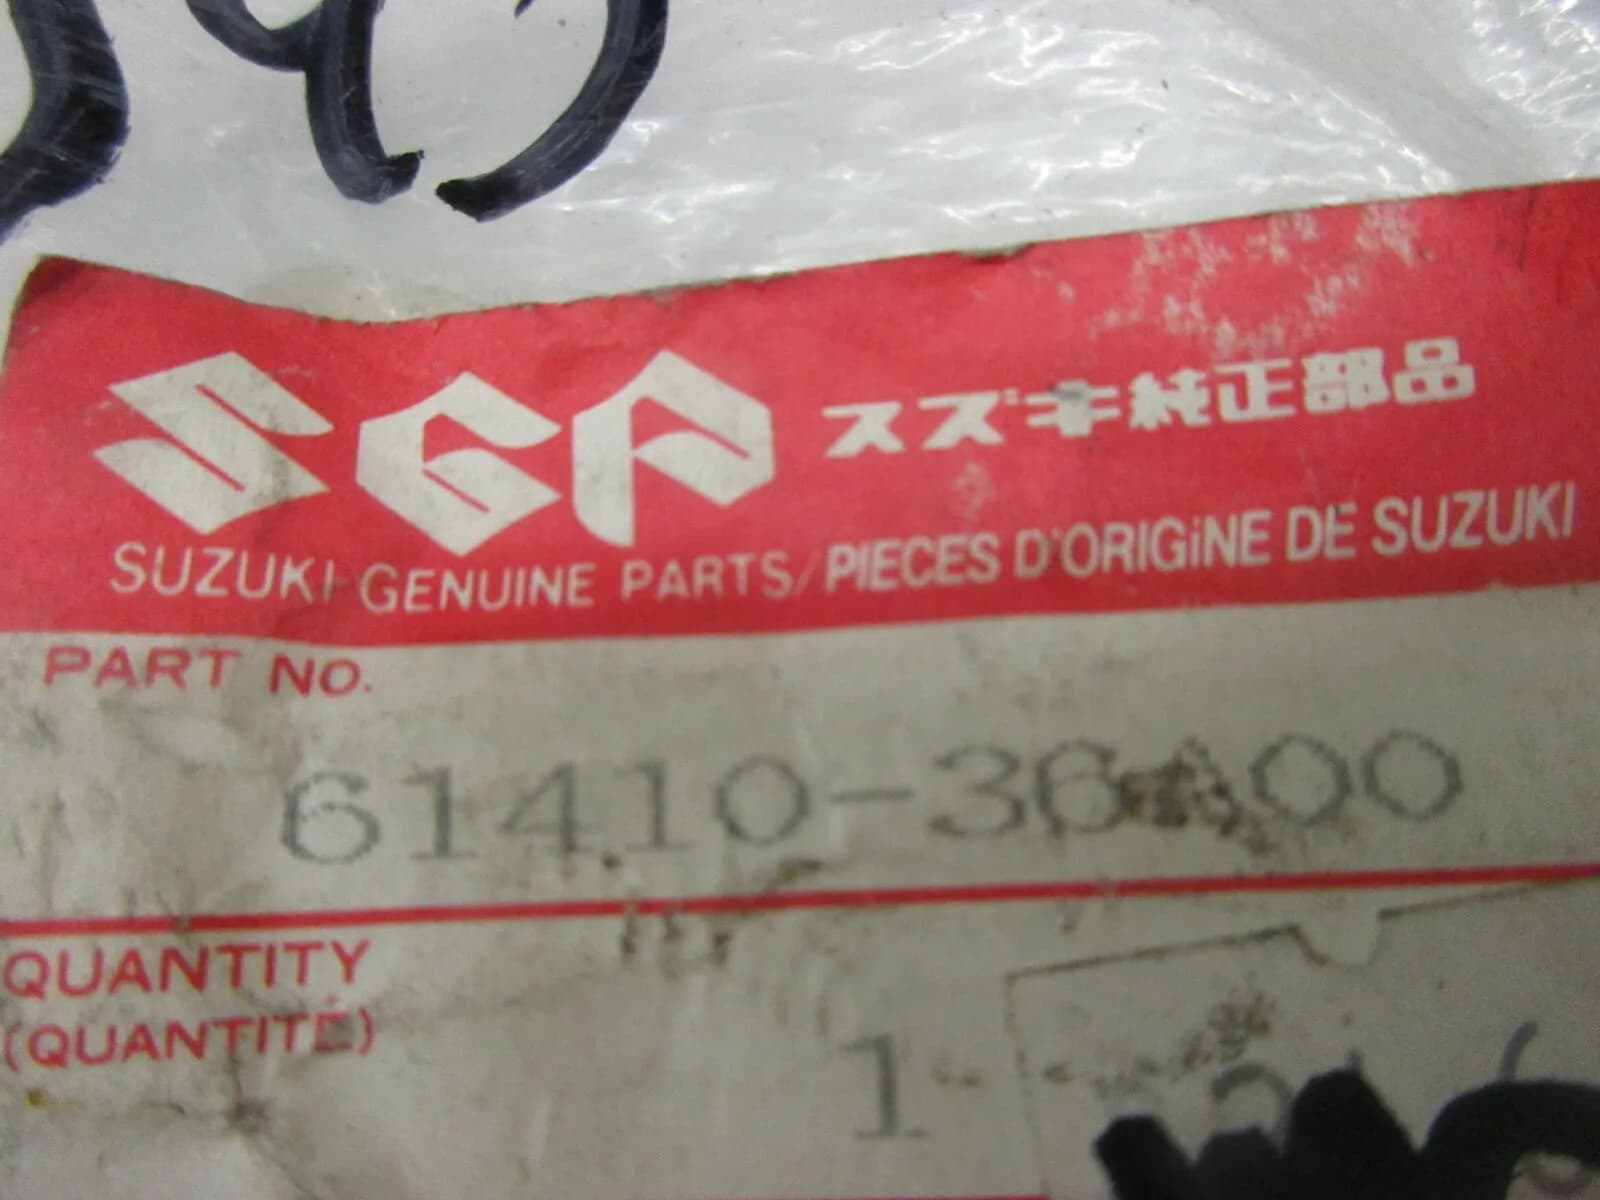 SGP スズキ純正部品
SUZUKI GENUINE PARTS/PIECES D'ORIGINE DE SUZUKI
PART NO.
61410-36A00
QUANTITY
(QUANTITÉ)
1